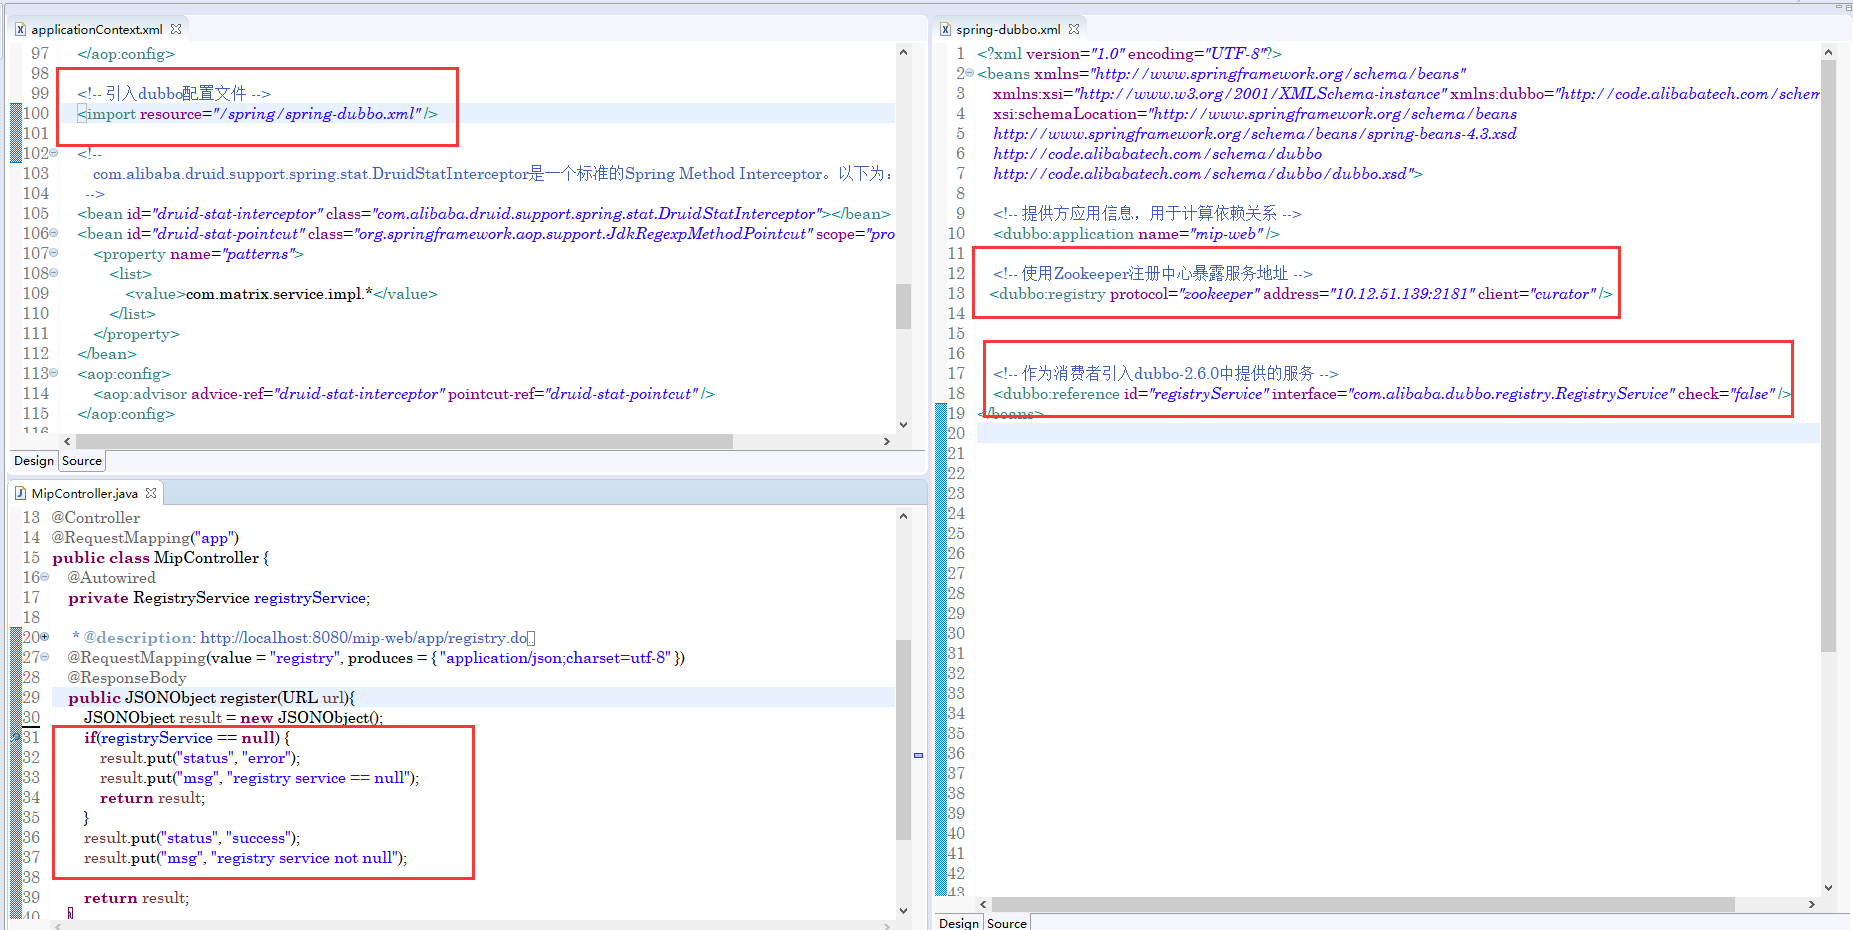 applicationContext.xml
97 </aop:config>
98
99 <!-- 引入dubbo配置文件 -->
100 <import resource="/spring/spring-dubbo.xml"/>
101
102 <!--
103 com.alibaba.druid.support.spring.stat.DruidStatInterceptor是一个标准的Spring Method Interceptor。以下为：
104 -->
105 <bean id="druid-stat-interceptor" class="com.alibaba.druid.support.spring.stat.DruidStatInterceptor"></bean>
106 <bean id="druid-stat-pointcut" class="org.springframework.aop.support.JdkRegexpMethodPointcut" scope="pro
107 <property name="patterns">
108 <list>
109 <value>com.matrix.service.impl.*</value>
110 </list>
111 </property>
112 </bean>
113 <aop:config>
114 <aop:advisor advice-ref="druid-stat-interceptor" pointcut-ref="druid-stat-pointcut" />
115 </aop:config>
116
Design Source
MipController.java
13 @Controller
14 @RequestMapping("app")
15 public class MipController {
16 @Autowired
17 private RegistryService registryService;
18
20 * @description: http://localhost:8080/mip-web/app/registry.do
27 @RequestMapping(value = "registry", produces = { "application/json;charset=utf-8" })
28 @ResponseBody
29 public JSONObject register(URL url){
30 JSONObject result = new JSONObject();
31 if(registryService == null) {
32 result.put("status", "error");
33 result.put("msg", "registry service == null");
34 return result;
35 }
36 result.put("status", "success");
37 result.put("msg", "registry service not null");
38
39 return result;
40 }
spring-dubbo.xml
1 <?xml version="1.0" encoding="UTF-8"?>
2 <beans xmlns="http://www.springframework.org/schema/beans"
3 xmlns:xsi="http://www.w3.org/2001/XMLSchema-instance" xmlns:dubbo="http://code.alibabatech.com/schem
4 xsi:schemaLocation="http://www.springframework.org/schema/beans
5 http://www.springframework.org/schema/beans/spring-beans-4.3.xsd
6 http://code.alibabatech.com/schema/dubbo
7 http://code.alibabatech.com/schema/dubbo/dubbo.xsd">
8
9 <!-- 提供方应用信息，用于计算依赖关系 -->
10 <dubbo:application name="mip-web" />
11
12 <!-- 使用Zookeeper注册中心暴露服务地址 -->
13 <dubbo:registry protocol="zookeeper" address="10.12.51.139:2181" client="curator" />
14
15
16
17 <!-- 作为消费者引入dubbo-2.6.0中提供的服务 -->
18 <dubbo:reference id="registryService" interface="com.alibaba.dubbo.registry.RegistryService" check="false" />
19 </beans>
20
21
22
23
24
25
26
27
28
29
30
31
32
33
34
35
36
37
38
39
40
41
42
43
Design Source